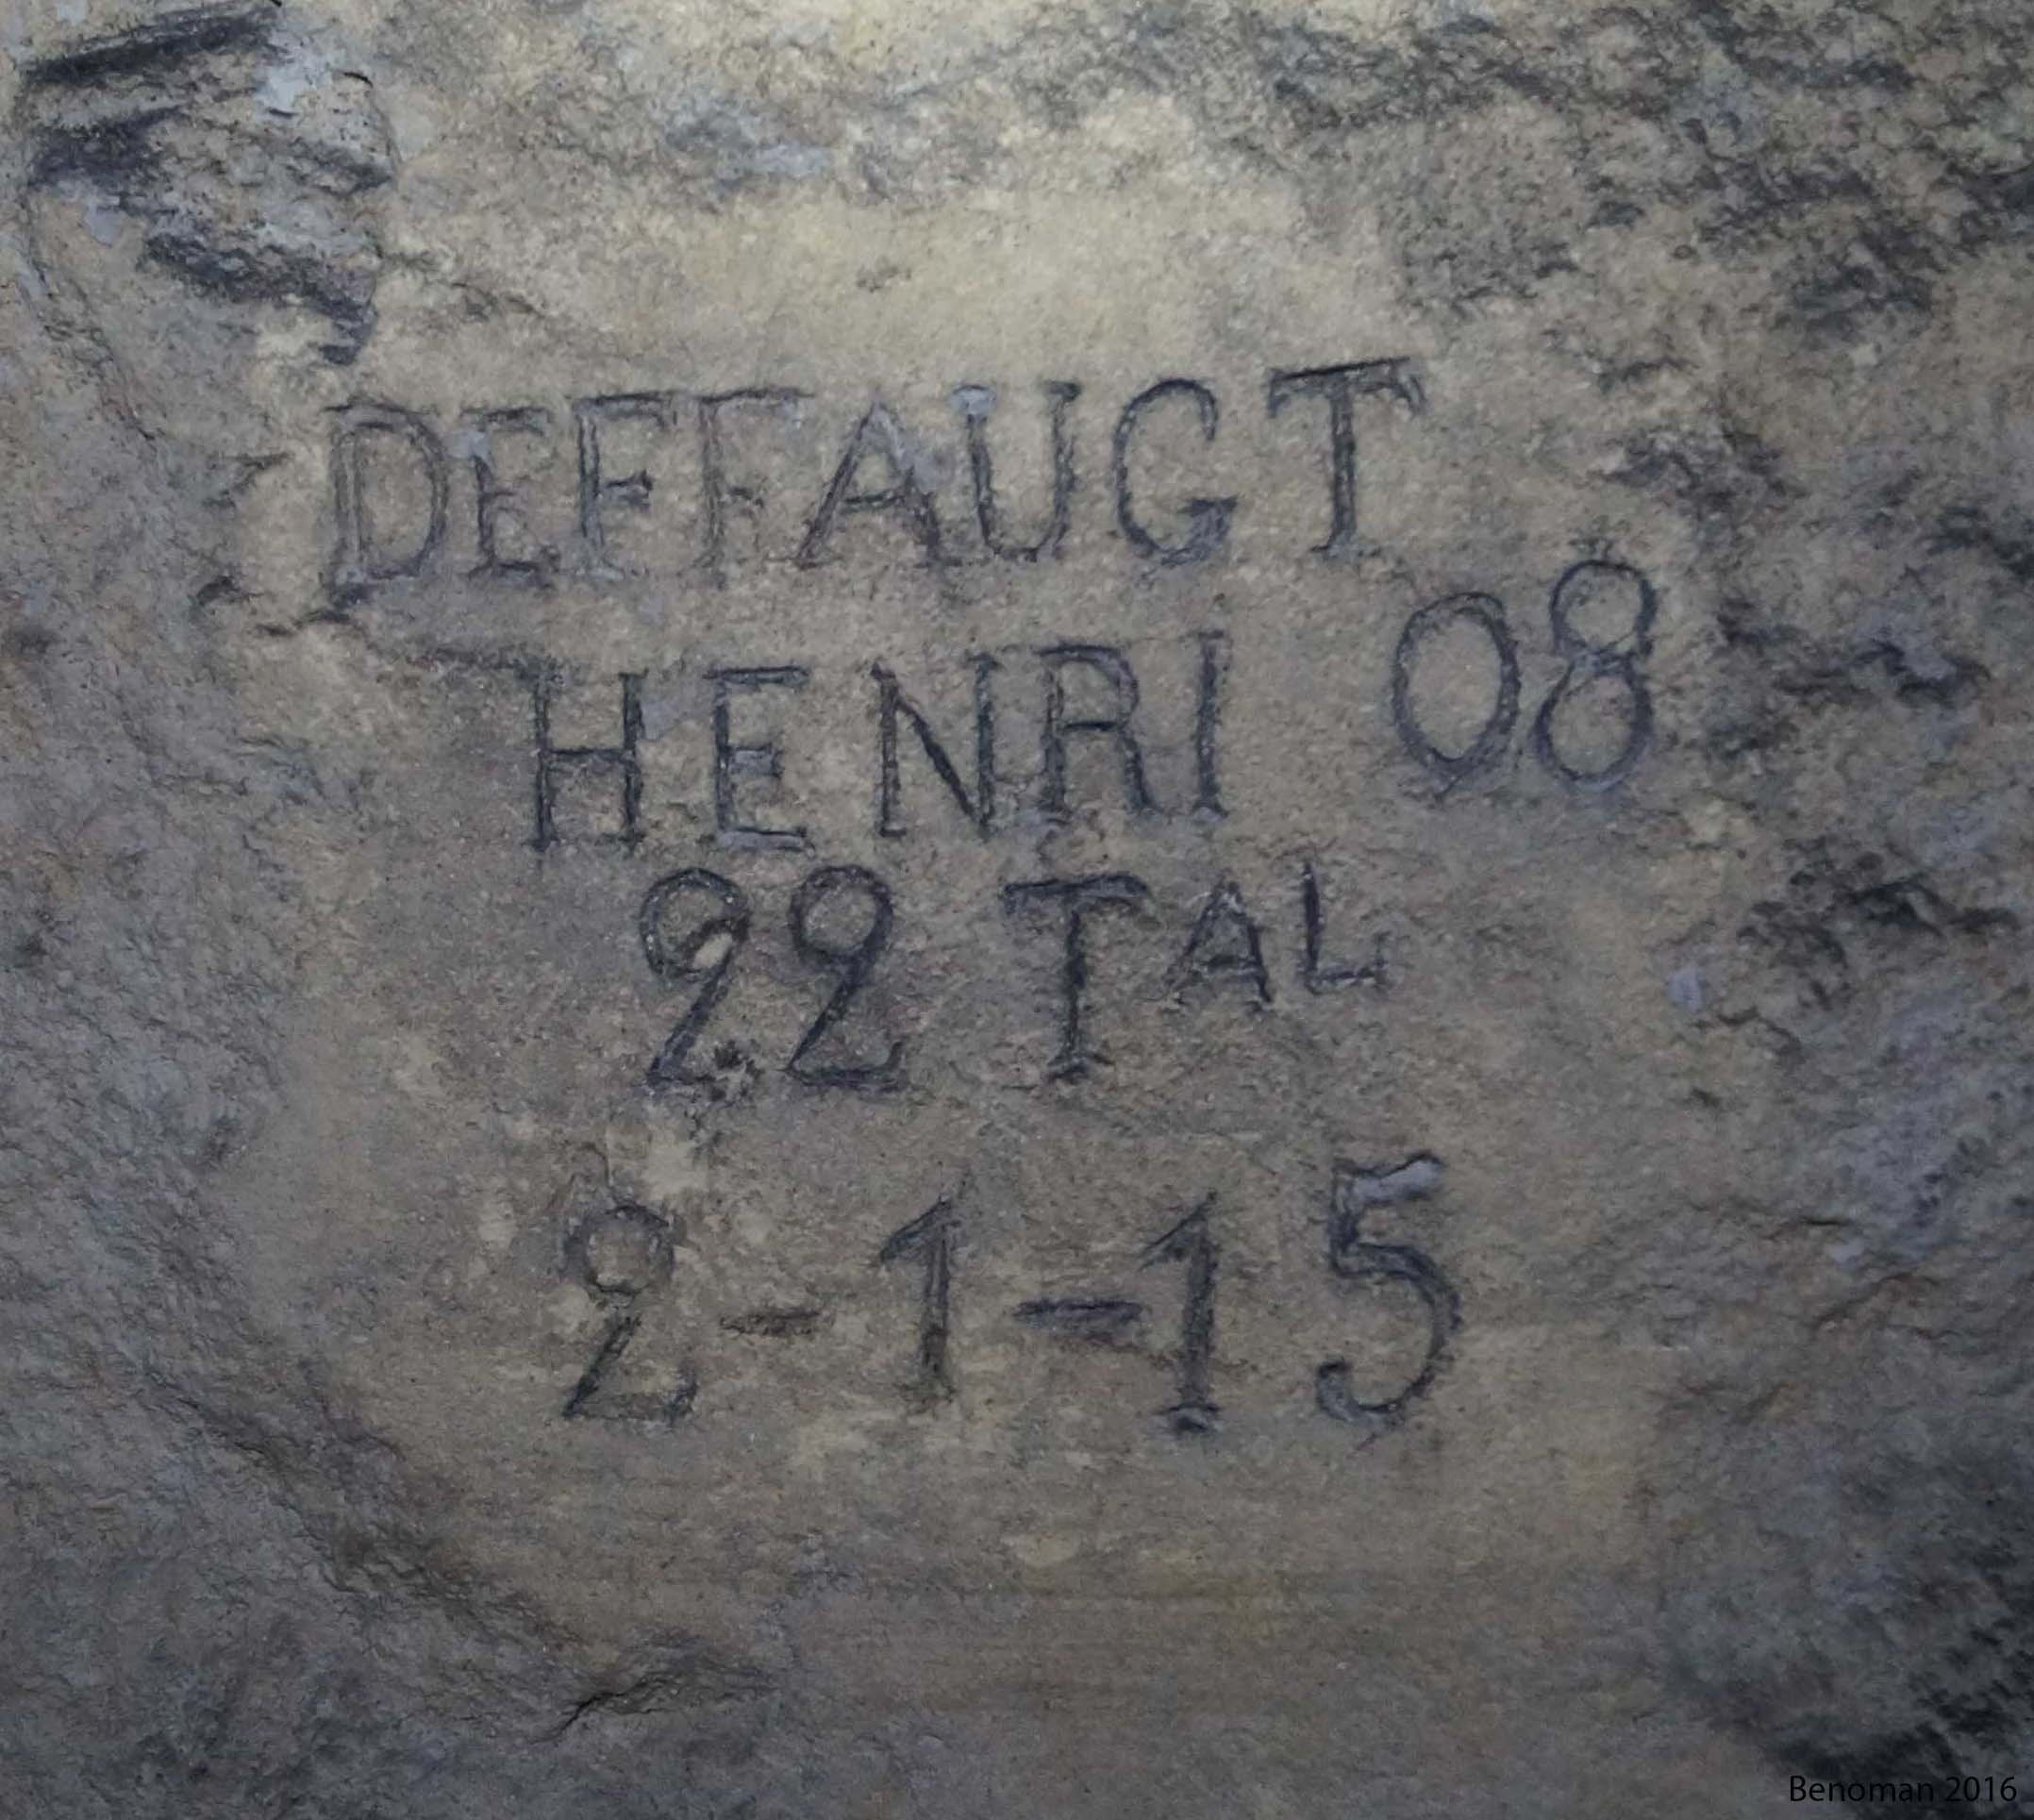 DEFFAUGT
HENRI 08
22 TAL
2-1-15
Benoman 2016